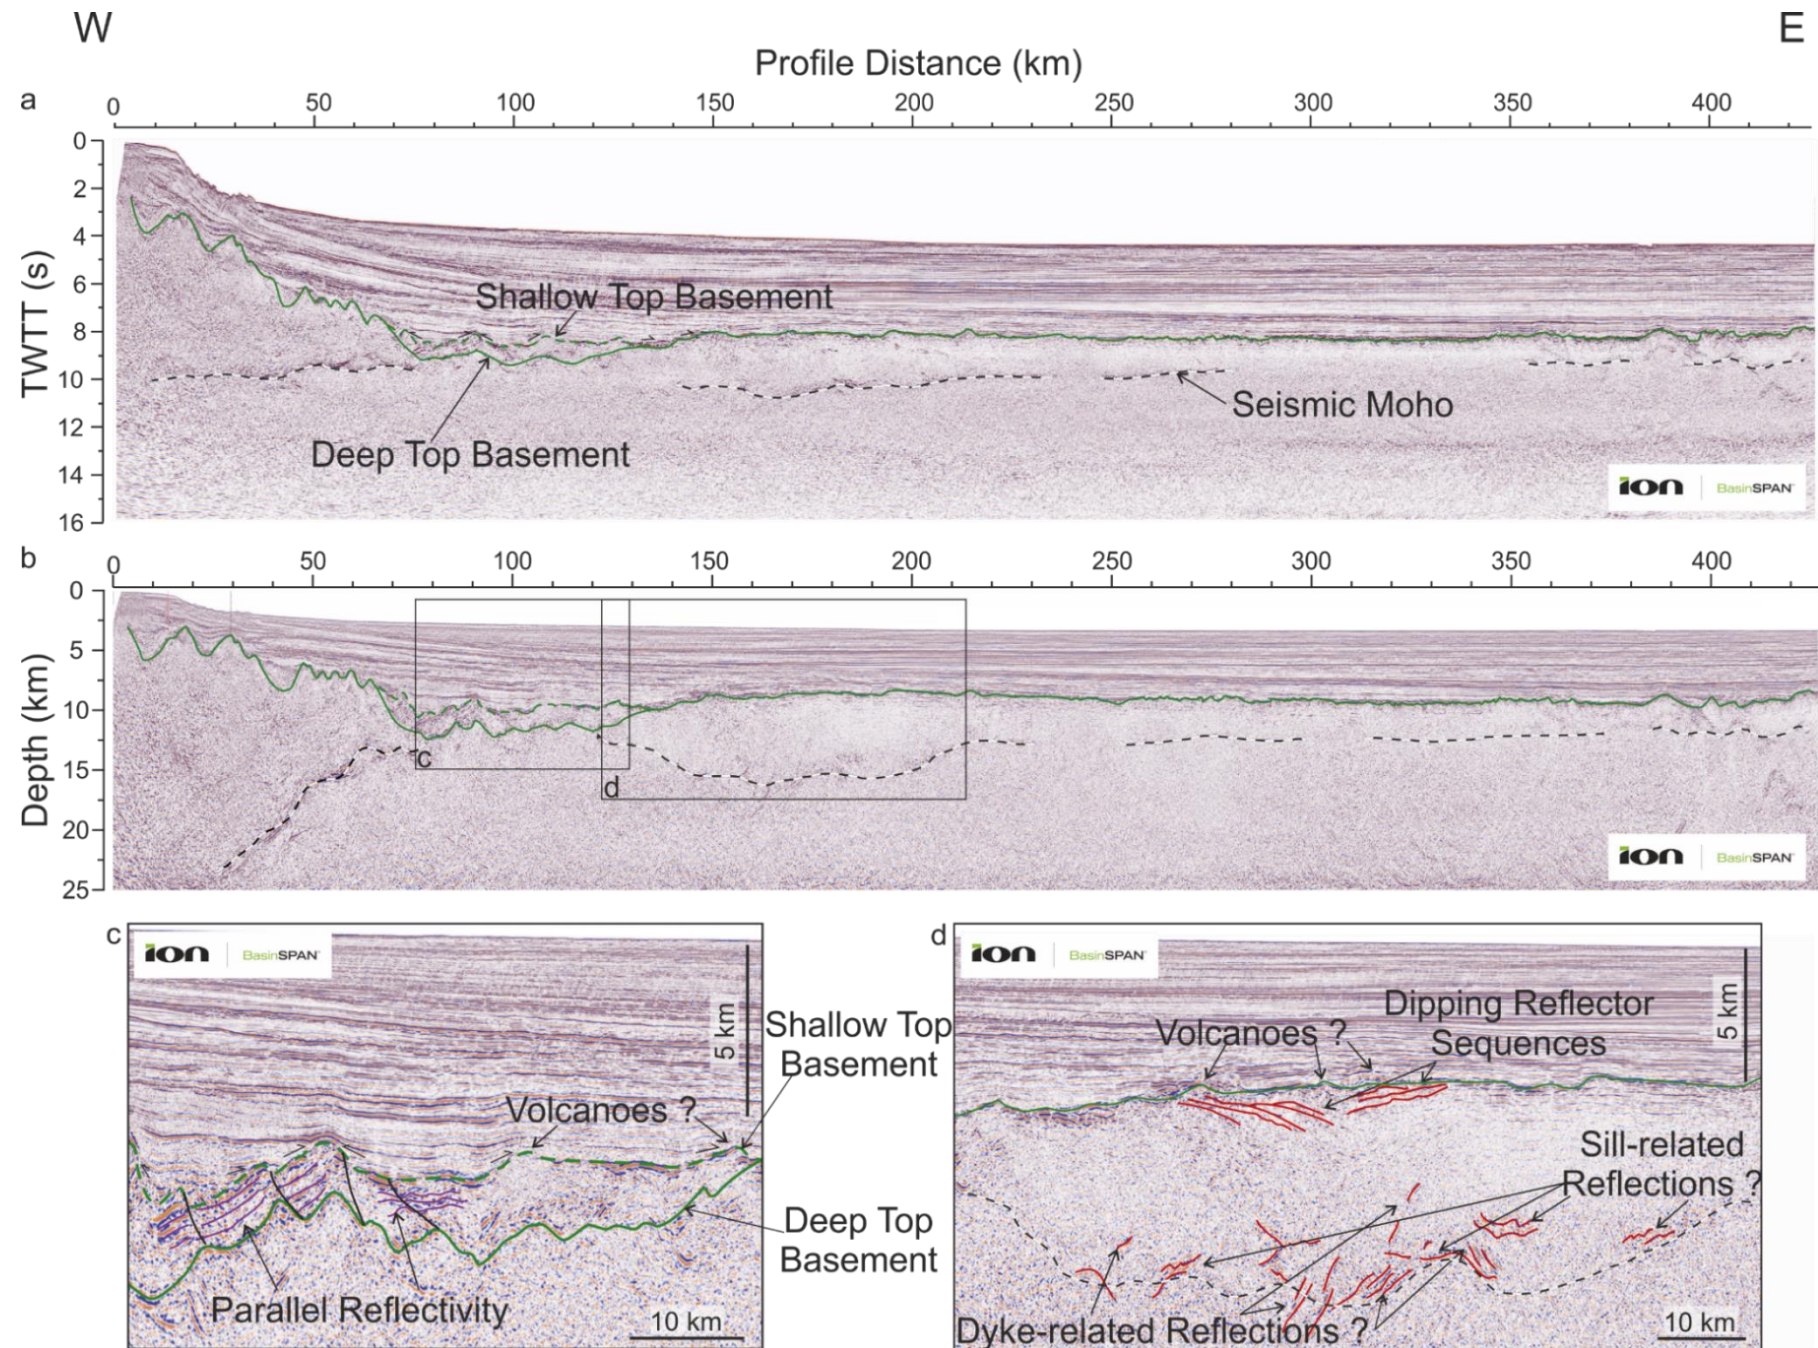 W
E
Profile Distance (km)
a
0 50 100 150 200 250 300 350 400
0
2
4
6
8
10
12
14
16
TWTT (s)
Shallow Top Basement
Deep Top Basement
Seismic Moho
ion BasinSPAN™
b
0 50 100 150 200 250 300 350 400
0
5
10
15
20
25
Depth (km)
c
d
ion BasinSPAN™
c
ion BasinSPAN™
5 km
Shallow Top
Basement
Volcanoes ?
Deep Top
Basement
Parallel Reflectivity
10 km
d
ion BasinSPAN™
5 km
Dipping Reflector
Sequences
Volcanoes ?
Sill-related
Reflections ?
Dyke-related Reflections ?
10 km